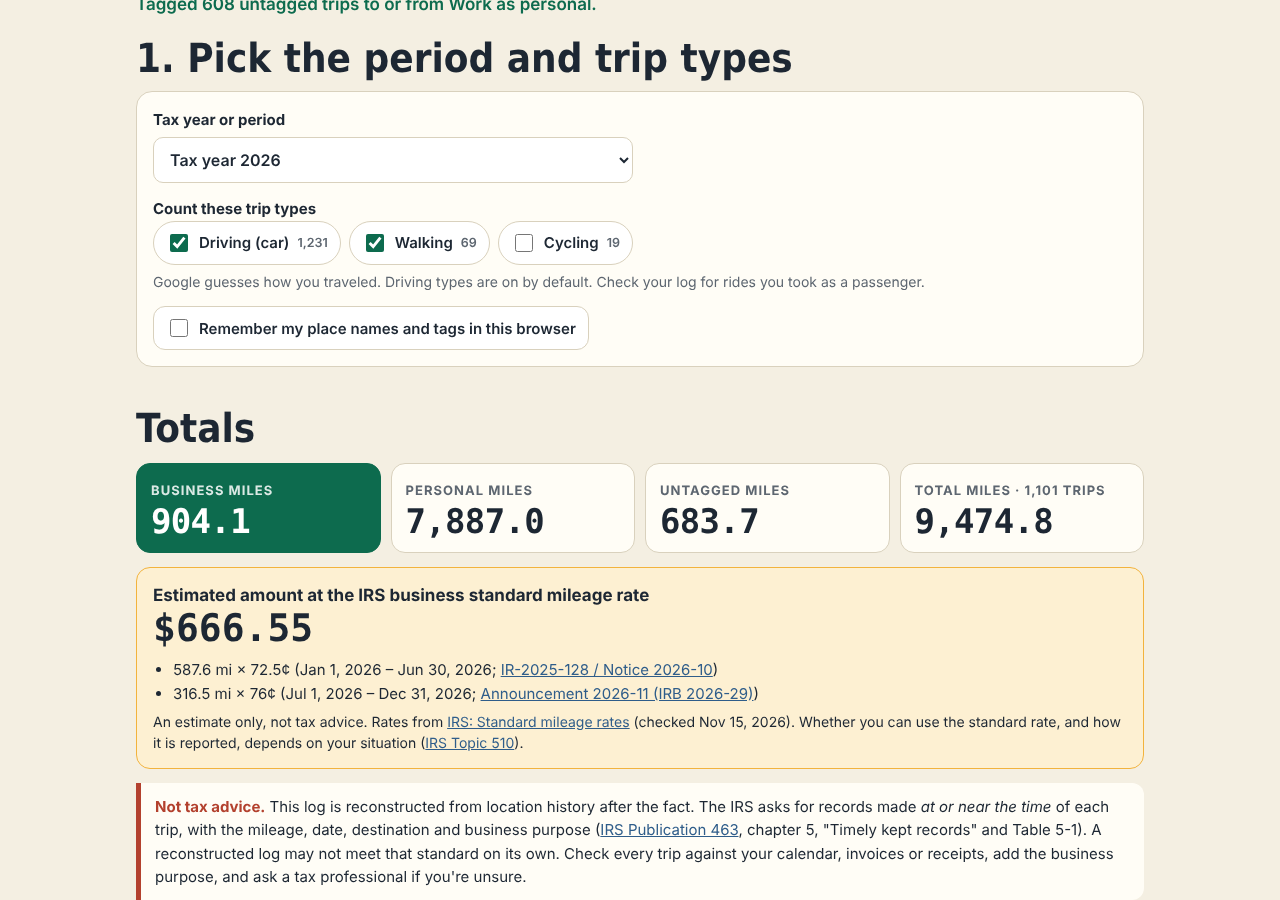 Tagged 608 untagged trips to or from Work as personal.
1. Pick the period and trip types
Tax year or period
Tax year 2026
Count these trip types
Driving (car) 1,231
Walking 69
Cycling 19
Google guesses how you traveled. Driving types are on by default. Check your log for rides you took as a passenger.
Remember my place names and tags in this browser
Totals
BUSINESS MILES
904.1
PERSONAL MILES
7,887.0
UNTAGGED MILES
683.7
TOTAL MILES · 1,101 TRIPS
9,474.8
Estimated amount at the IRS business standard mileage rate
$666.55
• 587.6 mi × 72.5¢ (Jan 1, 2026 – Jun 30, 2026; IR-2025-128 / Notice 2026-10)
• 316.5 mi × 76¢ (Jul 1, 2026 – Dec 31, 2026; Announcement 2026-11 (IRB 2026-29))
An estimate only, not tax advice. Rates from IRS: Standard mileage rates (checked Nov 15, 2026). Whether you can use the standard rate, and how
it is reported, depends on your situation (IRS Topic 510).
Not tax advice. This log is reconstructed from location history after the fact. The IRS asks for records made at or near the time of each
trip, with the mileage, date, destination and business purpose (IRS Publication 463, chapter 5, "Timely kept records" and Table 5-1). A
reconstructed log may not meet that standard on its own. Check every trip against your calendar, invoices or receipts, add the business
purpose, and ask a tax professional if you're unsure.